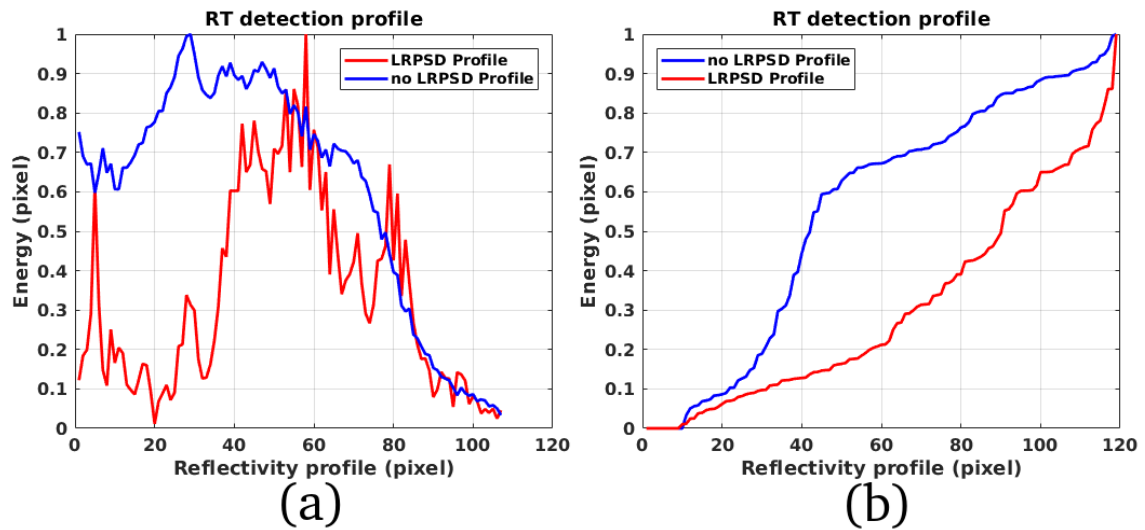 RT detection profile
1
0.9
0.8
0.7
0.6
0.5
0.4
0.3
0.2
0.1
0
Energy (pixel)
LRPSD Profile
no LRPSD Profile
0 20 40 60 80 100 120
Reflectivity profile (pixel)
(a)
RT detection profile
1
0.9
0.8
0.7
0.6
0.5
0.4
0.3
0.2
0.1
0
Energy (pixel)
no LRPSD Profile
LRPSD Profile
0 20 40 60 80 100 120
Reflectivity profile (pixel)
(b)